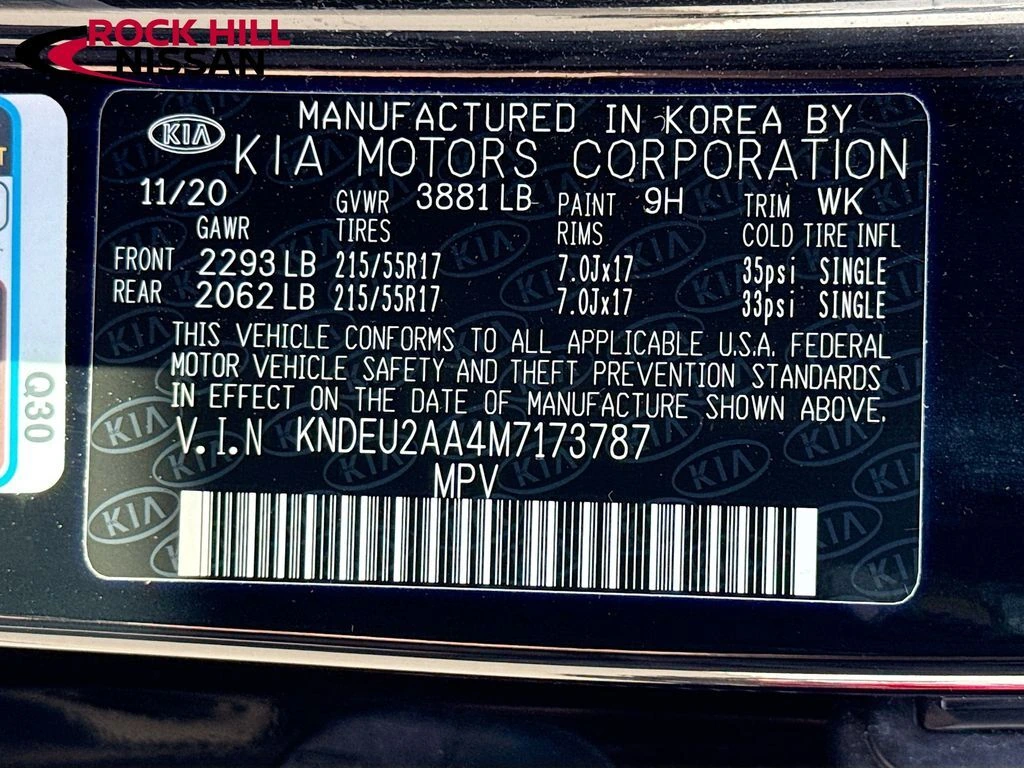 ROCK HILL
NISSAN
KIA
MANUFACTURED IN KOREA BY
KIA MOTORS CORPORATION
11/20 GVWR 3881 LB PAINT 9H TRIM WK
GAWR TIRES RIMS COLD TIRE INFL
FRONT 2293 LB 215/55R17 7.0Jx17 35psi SINGLE
REAR 2062 LB 215/55R17 7.0Jx17 33psi SINGLE
THIS VEHICLE CONFORMS TO ALL APPLICABLE U.S.A. FEDERAL
MOTOR VEHICLE SAFETY AND THEFT PREVENTION STANDARDS
IN EFFECT ON THE DATE OF MANUFACTURE SHOWN ABOVE.
V.I.N KNDEU2AA4M7173787
MPV
Q30